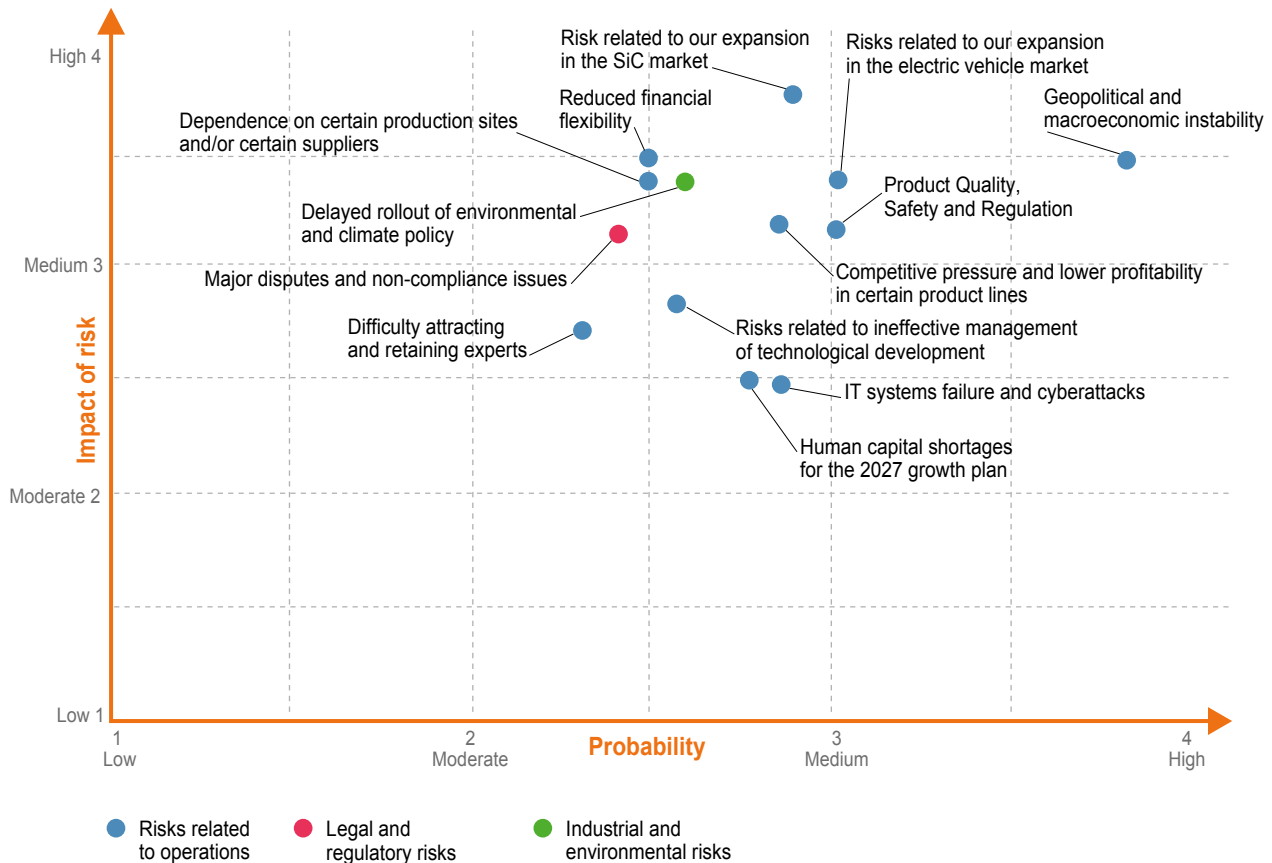 High 4
Risk related to our expansion
in the SiC market
Risks related to our expansion
in the electric vehicle market
Geopolitical and
macroeconomic instability
Reduced financial
flexibility
Dependence on certain production sites
and/or certain suppliers
Product Quality,
Safety and Regulation
Delayed rollout of environmental
and climate policy
Medium 3
Major disputes and non-compliance issues
Competitive pressure and lower profitability
in certain product lines
Difficulty attracting
and retaining experts
Risks related to ineffective management
of technological development
Impact of risk
IT systems failure and cyberattacks
Human capital shortages
for the 2027 growth plan
Moderate 2
Low 1
1
Low
2
Moderate
Probability
3
Medium
4
High
Risks related
to operations
Legal and
regulatory risks
Industrial and
environmental risks